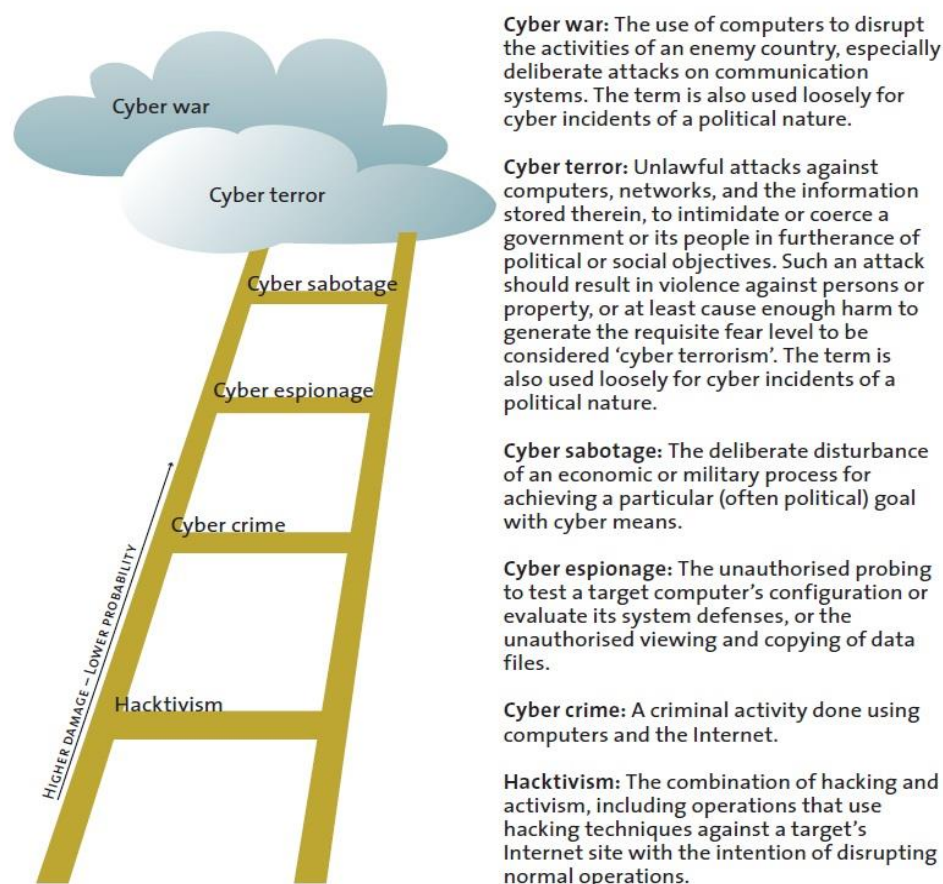 Cyber war
Cyber terror
Cyber sabotage
Cyber espionage
Cyber crime
Hacktivism
HIGHER DAMAGE – LOWER PROBABILITY
Cyber war: The use of computers to disrupt
the activities of an enemy country, especially
deliberate attacks on communication
systems. The term is also used loosely for
cyber incidents of a political nature.
Cyber terror: Unlawful attacks against
computers, networks, and the information
stored therein, to intimidate or coerce a
government or its people in furtherance of
political or social objectives. Such an attack
should result in violence against persons or
property, or at least cause enough harm to
generate the requisite fear level to be
considered ‘cyber terrorism’. The term is
also used loosely for cyber incidents of a
political nature.
Cyber sabotage: The deliberate disturbance
of an economic or military process for
achieving a particular (often political) goal
with cyber means.
Cyber espionage: The unauthorised probing
to test a target computer’s configuration or
evaluate its system defenses, or the
unauthorised viewing and copying of data
files.
Cyber crime: A criminal activity done using
computers and the Internet.
Hacktivism: The combination of hacking and
activism, including operations that use
hacking techniques against a target’s
Internet site with the intention of disrupting
normal operations.